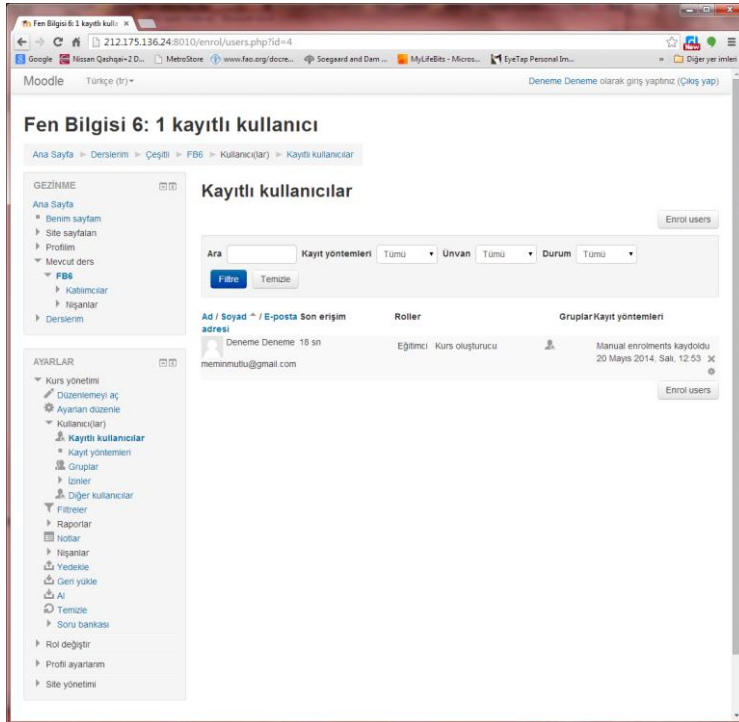 Fen Bilgisi 6: 1 kayıtlı kulla
212.175.136.24:8010/enrol/users.php?id=4
Google Nissan Qashqai+2 D... MetroStore www.fao.org/docre... Soegaard and Dam ... MyLifeBits - Micros... EyeTap Personal Im... » Diğer yer imleri
Moodle Türkçe (tr) Deneme Deneme olarak giriş yaptınız (Çıkış yap)
Fen Bilgisi 6: 1 kayıtlı kullanıcı
Ana Sayfa Derslerim Çeşitli FB6 Kullanıcı(lar) Kayıtlı kullanıcılar
GEZİNME
Ana Sayfa
Benim sayfam
Site sayfaları
Profilim
Mevcut ders
FB6
Katılımcılar
Nişanlar
Derslerim
AYARLAR
Kurs yönetimi
Düzenlemeyi aç
Ayarları düzenle
Kullanıcı(lar)
Kayıtlı kullanıcılar
Kayıt yöntemleri
Gruplar
İzinler
Diğer kullanıcılar
Filtreler
Raporlar
Notlar
Nişanlar
Yedekle
Geri yükle
Al
Temizle
Soru bankası
Rol değiştir
Profil ayarlarım
Site yönetimi
Kayıtlı kullanıcılar
Enrol users
Ara Kayıt yöntemleri Tümü Ünvan Tümü Durum Tümü
Filtre Temizle
Ad / Soyad / E-posta Son erişim Roller Gruplar Kayıt yöntemleri
adresi
Deneme Deneme 18 sn Eğitimci Kurs oluşturucu Manual enrolments kaydoldu
meminmutlu@gmail.com 20 Mayıs 2014, Salı, 12:53
Enrol users